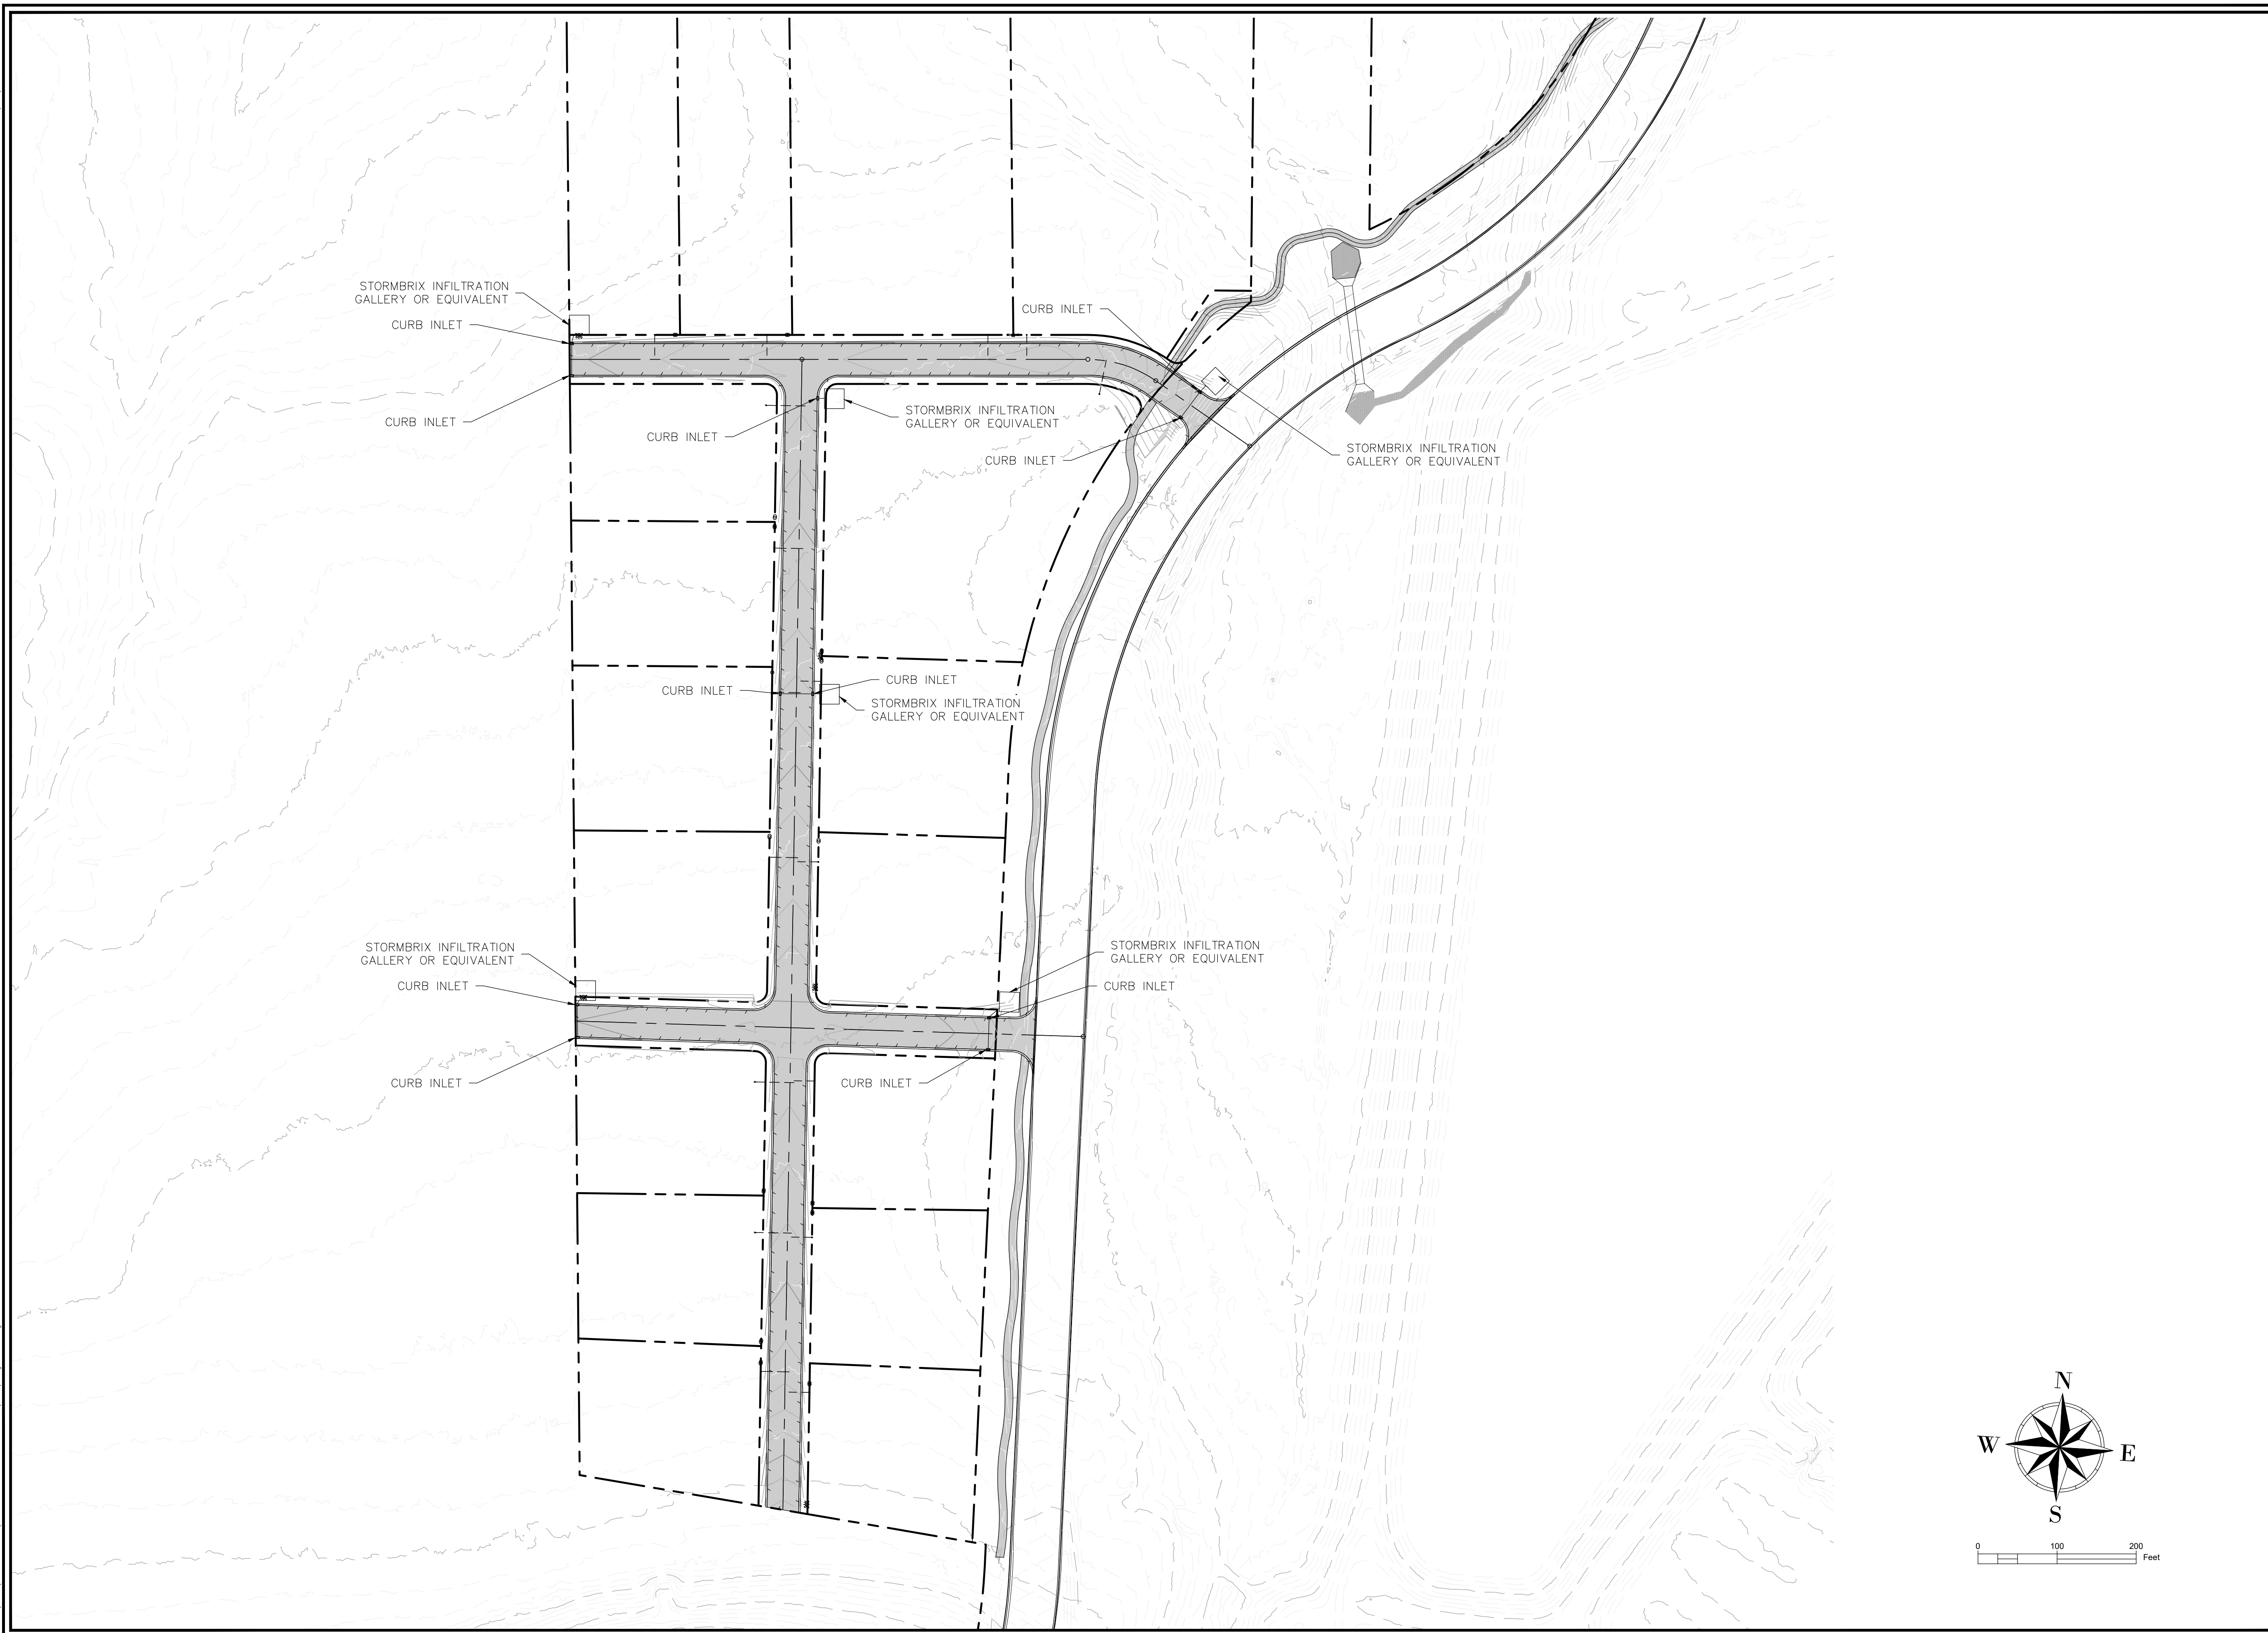 STORMBRIX INFILTRATION
GALLERY OR EQUIVALENT
CURB INLET
CURB INLET
CURB INLET
STORMBRIX INFILTRATION
GALLERY OR EQUIVALENT
CURB INLET
CURB INLET
STORMBRIX INFILTRATION
GALLERY OR EQUIVALENT
CURB INLET
CURB INLET
STORMBRIX INFILTRATION
GALLERY OR EQUIVALENT
STORMBRIX INFILTRATION
GALLERY OR EQUIVALENT
CURB INLET
CURB INLET
STORMBRIX INFILTRATION
GALLERY OR EQUIVALENT
CURB INLET
CURB INLET
N
W
E
S
0 100 200
Feet